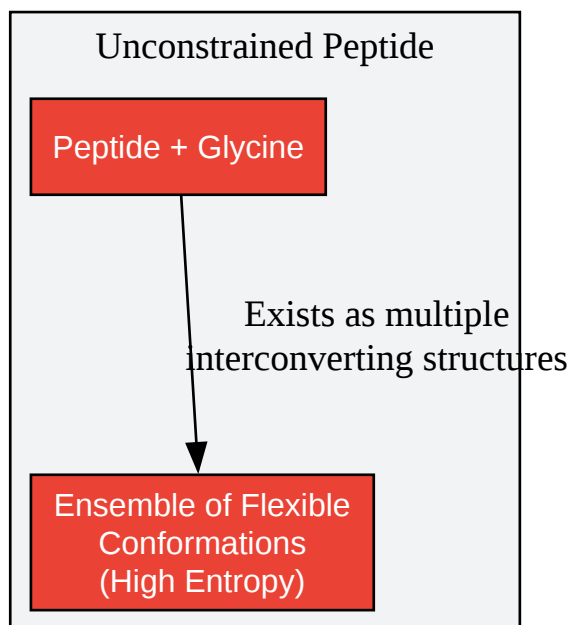 Unconstrained Peptide
Peptide + Glycine
Exists as multiple
interconverting structures
Ensemble of Flexible
Conformations
(High Entropy)